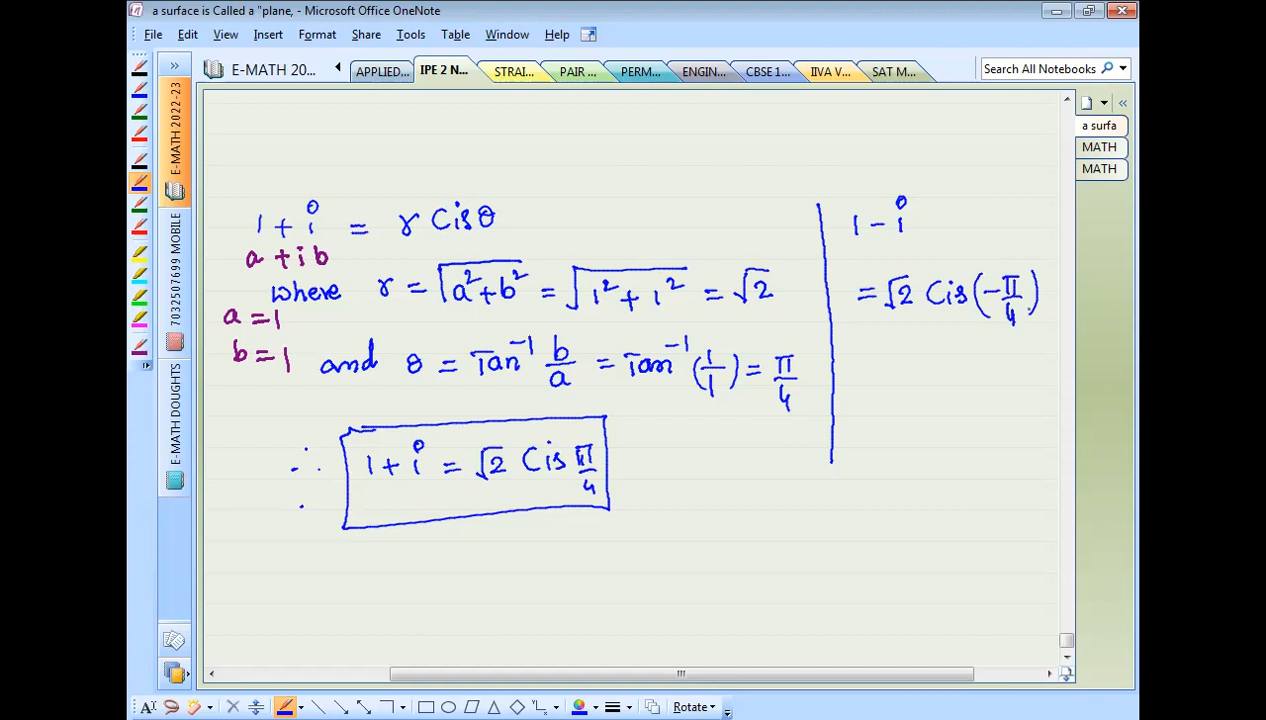 a surface is Called a "plane, - Microsoft Office OneNote
File Edit View Insert Format Share Tools Table Window Help
E-MATH 20... APPLIED... IPE 2 N... STRAI... PAIR ... PERM... ENGIN... CBSE 1... IIVA V... SAT M... Search All Notebooks
E-MATH 2022-23
7032507699 MOBILE
E-MATH DOUGHTS
a surfa
MATH
MATH
1 + i = r Cis θ
a + i b
where r = √a²+b² = √1²+1² = √2
a = 1
b = 1
and θ = Tan⁻¹ b/a = Tan⁻¹ (1/1) = π/4
∴ 1 + i = √2 Cis π/4
1 - i
= √2 Cis (-π/4)
Rotate